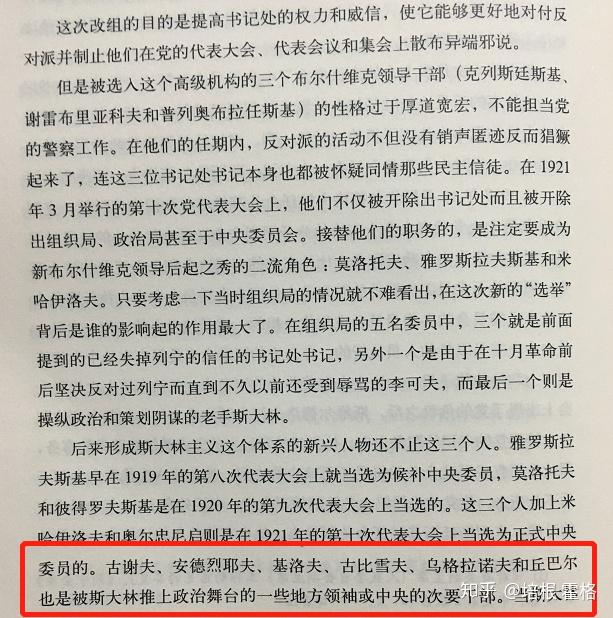 这次改组的目的是提高书记处的权力和威信，使它能够更好地对付反
对派并制止他们在党的代表大会、代表会议和集会上散布异端邪说。
但是被选入这个高级机构的三个布尔什维克领导干部（克列斯廷斯基、
谢雷布里亚科夫和普列奥布拉任斯基）的性格过于厚道宽宏，不能担当党
的警察工作。在他们的任期内，反对派的活动不但没有销声匿迹反而猖獗
起来了，连这三位书记处书记本身也都被怀疑同情那些民主信徒。在 1921
年 3 月举行的第十次党代表大会上，他们不仅被开除出书记处而且被开除
出组织局、政治局甚至于中央委员会。接替他们的职务的，是注定要成为
新布尔什维克领导后起之秀的二流角色：莫洛托夫、雅罗斯拉夫斯基和米
哈伊洛夫。只要考虑一下当时组织局的情况就不难看出，在这次新的“选举”
背后是谁的影响起的作用最大了。在组织局的五名委员中，三个就是前面
提到的已经失掉列宁的信任的书记处书记，另外一个是由于在十月革命前
后坚决反对过列宁而直到不久以前还受到辱骂的李可夫，而最后一个则是
操纵政治和策划阴谋的老手斯大林。
后来形成斯大林主义这个体系的新兴人物还不止这三个人。雅罗斯拉
夫斯基早在 1919 年的第八次代表大会上就当选为候补中央委员，莫洛托夫
和彼得罗夫斯基是在 1920 年的第九次代表大会上当选的。这三个人加上米
哈伊洛夫和奥尔忠尼启则是在 1921 年的第十次代表大会上当选为正式中央
委员的。古谢夫、安德烈耶夫、基洛夫、古比雪夫、乌格拉诺夫和丘巴尔
也是被斯大林推上政治舞台的一些地方领袖或中央的次要干部。当斯大林
知乎 @培根霍格